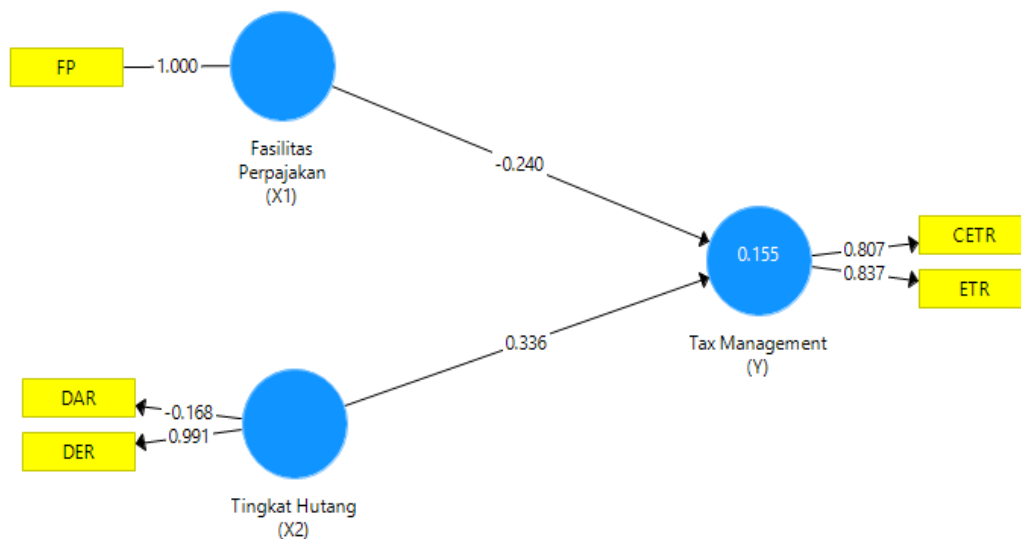 FP
1.000
Fasilitas
Perpajakan
(X1)
-0.240
0.155
CETR
0.807
0.837
ETR
Tax Management
(Y)
0.336
DAR
-0.168
0.991
DER
Tingkat Hutang
(X2)